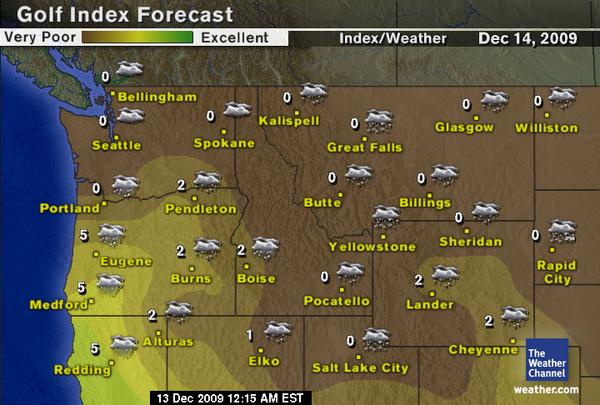 Golf Index Forecast
Very Poor Excellent Index/Weather Dec 14, 2009
0
Bellingham
0
Seattle
0
Spokane
0
Kalispell
0
Great Falls
0
Glasgow
0
Williston
0
Portland
2
Pendleton
0
Butte
0
Billings
5
Eugene
2
Burns
2
Boise
Yellowstone
0
Sheridan
0
Rapid
City
5
Medford
0
Pocatello
2
Lander
2
Alturas
5
Redding
1
Elko
0
Salt Lake City
2
Cheyenne
The
Weather
Channel
weather.com
13 Dec 2009 12:15 AM EST